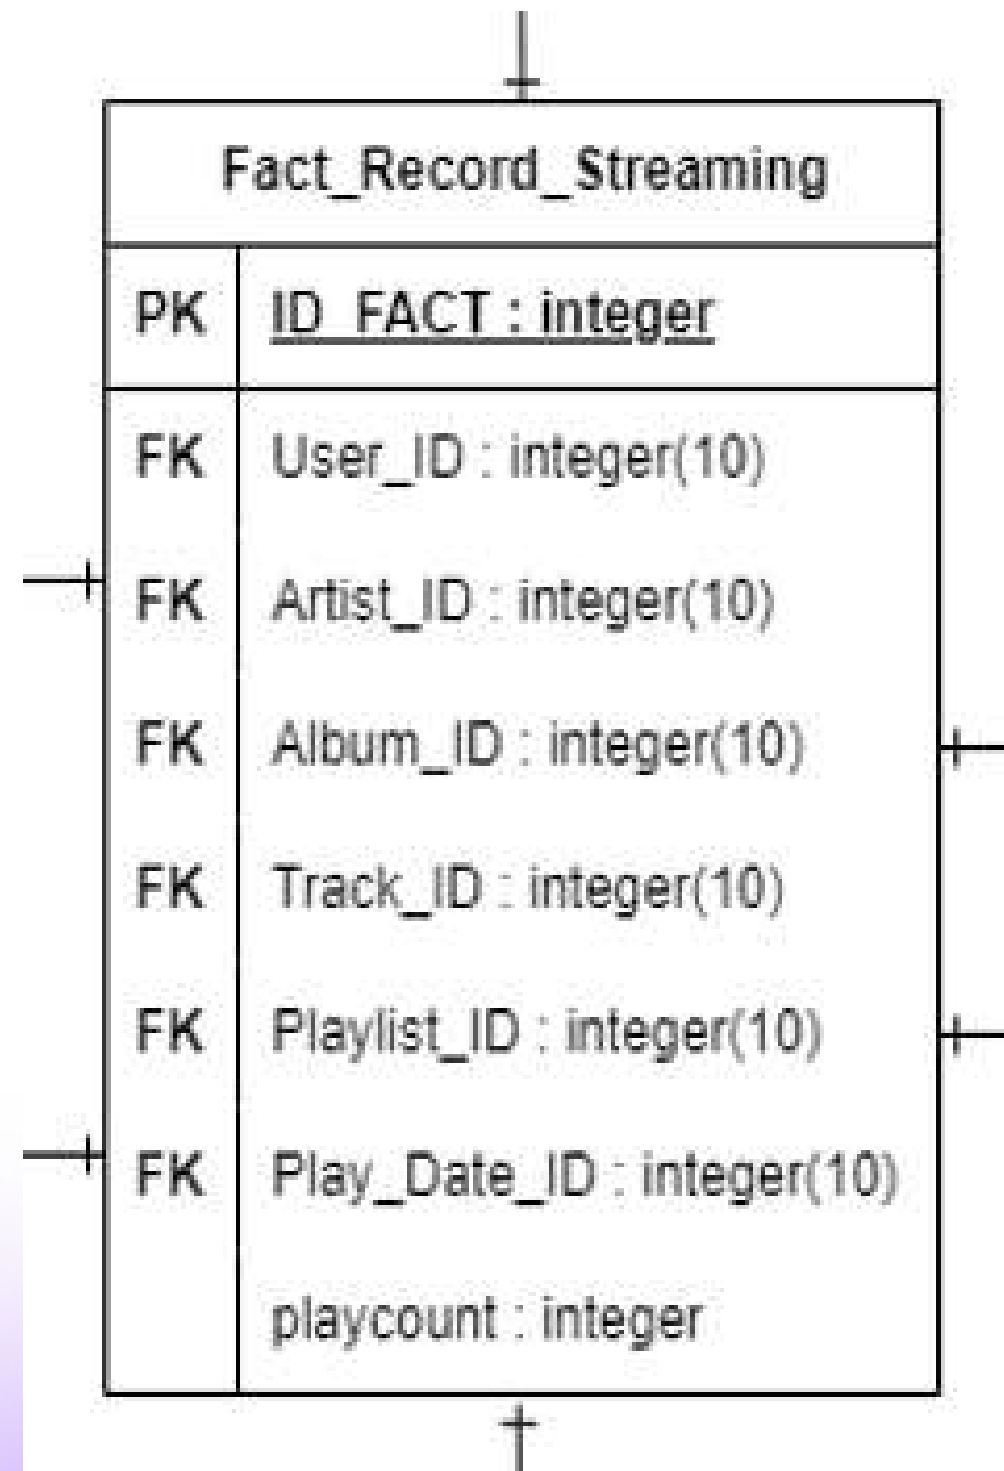 Fact_Record_Streaming
PK ID_FACT : integer
FK User_ID : integer(10)
FK Artist_ID : integer(10)
FK Album_ID : integer(10)
FK Track_ID : integer(10)
FK Playlist_ID : integer(10)
FK Play_Date_ID : integer(10)
playcount : integer